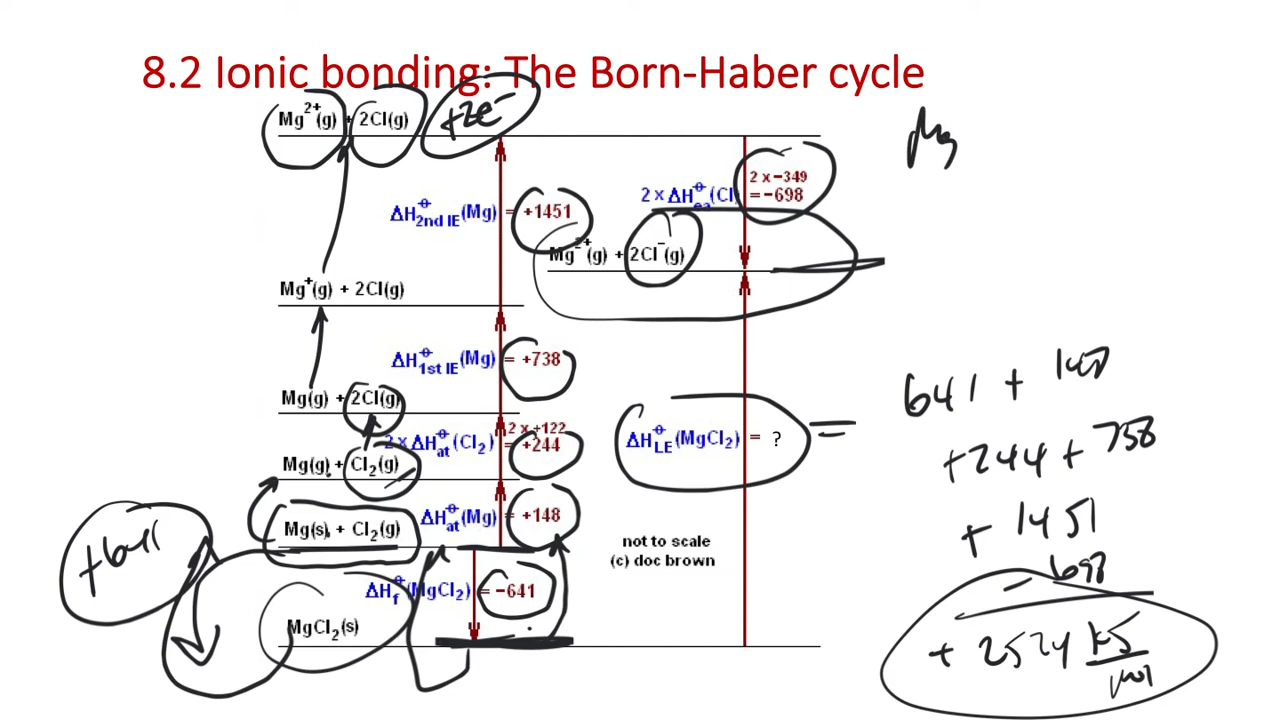 8.2 Ionic bonding: The Born-Haber cycle
Mg²⁺(g) + 2Cl(g) +2e⁻
Mg
2 x −349
2 x ΔH⦵ea(Cl) = −698
ΔH⦵2nd IE(Mg) = +1451
Mg²⁺(g) + 2Cl⁻(g)
Mg⁺(g) + 2Cl(g)
ΔH⦵1st IE(Mg) = +738
641 + 148
Mg(g) + 2Cl(g)
2 x +122
2 x ΔH⦵at(Cl₂) = +244
ΔH⦵LE(MgCl₂) = ? =
+244 + 738
Mg(g) + Cl₂(g)
ΔH⦵at(Mg) = +148
+ 1451
Mg(s) + Cl₂(g)
not to scale
(c) doc brown
+641
− 698
ΔH⦵f(MgCl₂) = −641
MgCl₂(s)
+ 2524 kJ
mol